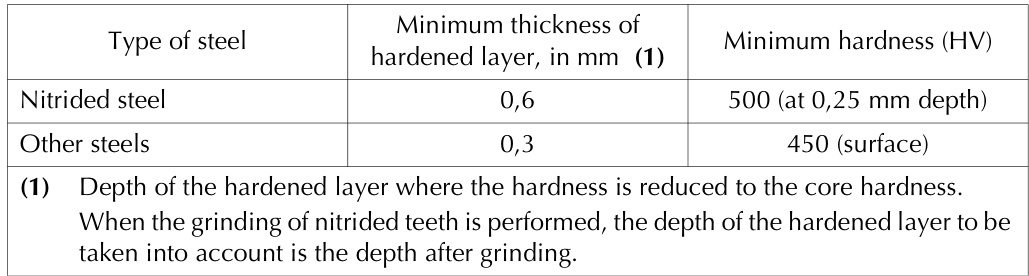 Type of steel
Minimum thickness of
hardened layer, in mm (1)
Minimum hardness (HV)
Nitrided steel
0,6
500 (at 0,25 mm depth)
Other steels
0,3
450 (surface)
(1) Depth of the hardened layer where the hardness is reduced to the core hardness.
When the grinding of nitrided teeth is performed, the depth of the hardened layer to be
taken into account is the depth after grinding.